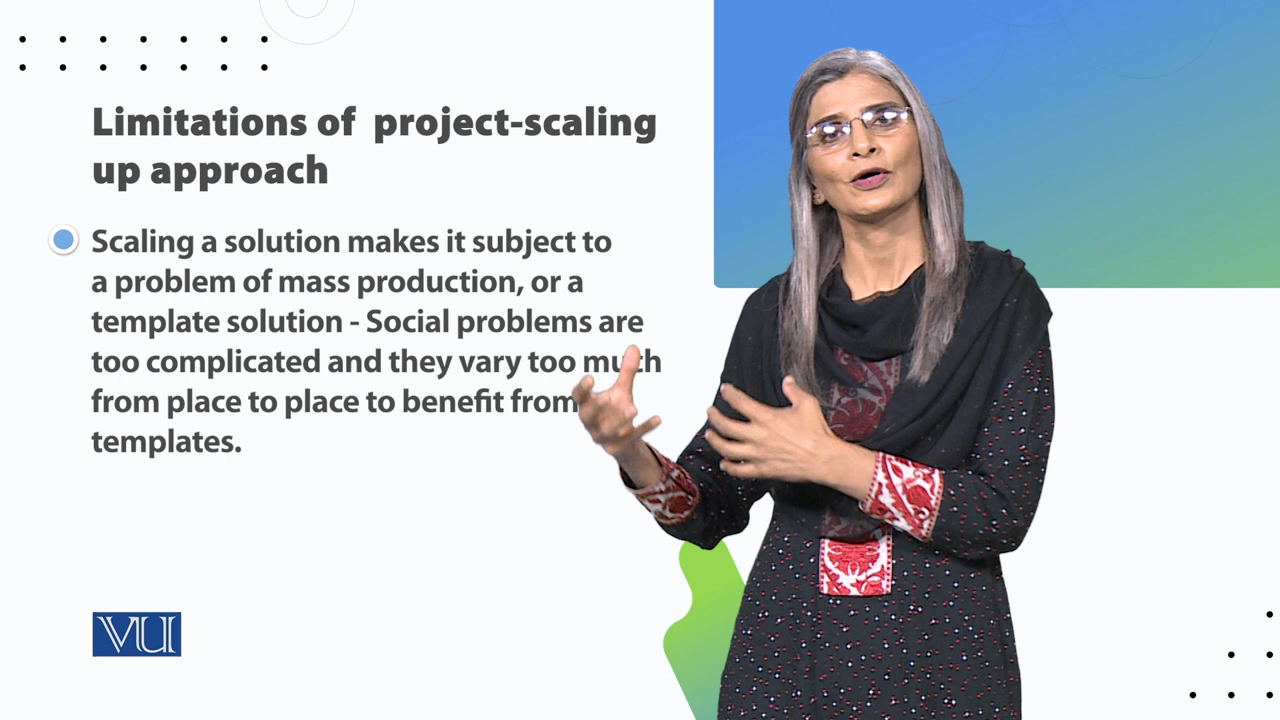 Limitations of project-scaling
up approach
Scaling a solution makes it subject to
a problem of mass production, or a
template solution - Social problems are
too complicated and they vary too much
from place to place to benefit from
templates.
VU